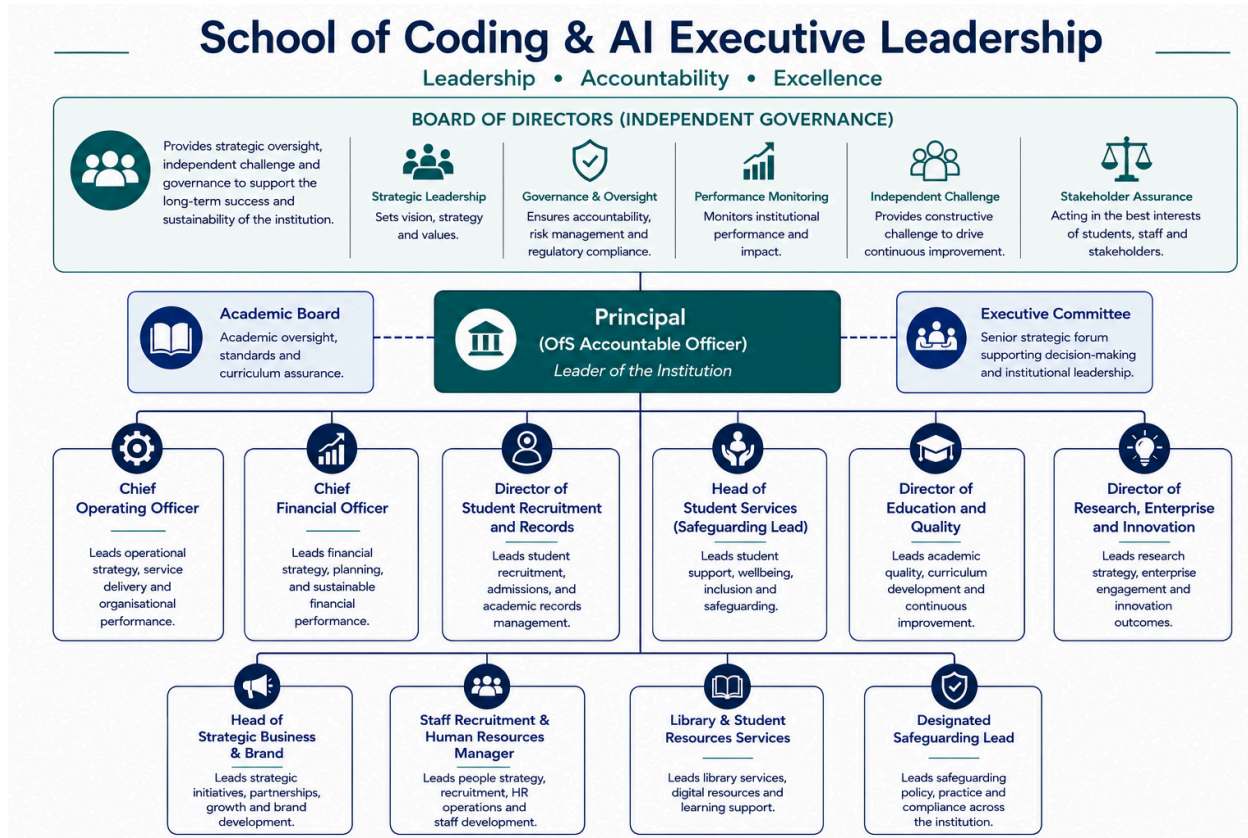 School of Coding & AI Executive Leadership
Leadership • Accountability • Excellence
BOARD OF DIRECTORS (INDEPENDENT GOVERNANCE)
Provides strategic oversight,
independent challenge and
governance to support the
long-term success and
sustainability of the institution.
Strategic Leadership
Sets vision, strategy
and values.
Governance & Oversight
Ensures accountability,
risk management and
regulatory compliance.
Performance Monitoring
Monitors institutional
performance and
impact.
Independent Challenge
Provides constructive
challenge to drive
continuous improvement.
Stakeholder Assurance
Acting in the best interests
of students, staff and
stakeholders.
Academic Board
Academic oversight,
standards and
curriculum assurance.
Principal
(OfS Accountable Officer)
Leader of the Institution
Executive Committee
Senior strategic forum
supporting decision-making
and institutional leadership.
Chief
Operating Officer
Leads operational
strategy, service
delivery and
organisational
performance.
Chief
Financial Officer
Leads financial
strategy, planning,
and sustainable
financial
performance.
Director of
Student Recruitment
and Records
Leads student
recruitment,
admissions, and
academic records
management.
Head of
Student Services
(Safeguarding Lead)
Leads student
support, wellbeing,
inclusion and
safeguarding.
Director of
Education and
Quality
Leads academic
quality, curriculum
development and
continuous
improvement.
Director of
Research, Enterprise
and Innovation
Leads research
strategy, enterprise
engagement and
innovation
outcomes.
Head of
Strategic Business
& Brand
Leads strategic
initiatives, partnerships,
growth and brand
development.
Staff Recruitment &
Human Resources
Manager
Leads people strategy,
recruitment, HR
operations and
staff development.
Library & Student
Resources Services
Leads library services,
digital resources and
learning support.
Designated
Safeguarding Lead
Leads safeguarding
policy, practice and
compliance across
the institution.